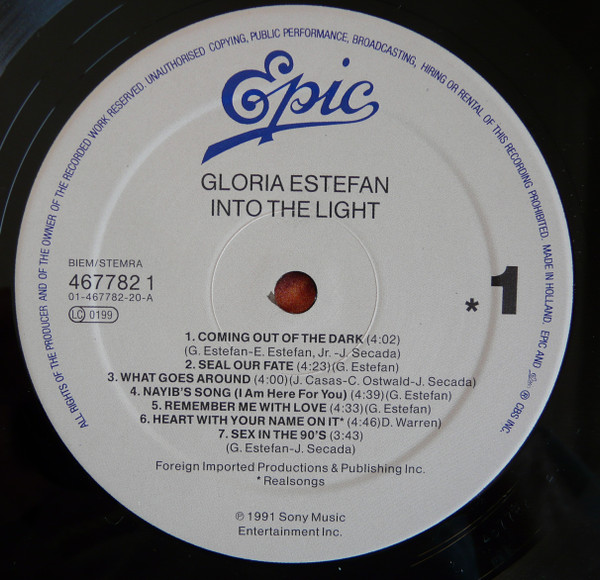 ALL RIGHTS OF THE PRODUCER AND OF THE OWNER OF THE RECORDED WORK RESERVED. UNAUTHORISED COPYING, PUBLIC PERFORMANCE, BROADCASTING, HIRING OR RENTAL OF THIS RECORDING PROHIBITED. MADE IN HOLLAND. EPIC AND ® CBS INC.
Epic
GLORIA ESTEFAN
INTO THE LIGHT
BIEM/STEMRA
467782 1
01-467782-20-A
LC 0199
* 1
1. COMING OUT OF THE DARK (4:02)
(G. Estefan-E. Estefan, Jr. -J. Secada)
2. SEAL OUR FATE (4:23)(G. Estefan)
3. WHAT GOES AROUND (4:00)(J. Casas-C. Ostwald-J. Secada)
4. NAYIB'S SONG (I Am Here For You) (4:39)(G. Estefan)
5. REMEMBER ME WITH LOVE (4:33)(G. Estefan)
6. HEART WITH YOUR NAME ON IT* (4:46)D. Warren)
7. SEX IN THE 90'S (3:43)
(G. Estefan-J. Secada)
Foreign Imported Productions & Publishing Inc.
* Realsongs
℗ 1991 Sony Music
Entertainment Inc.